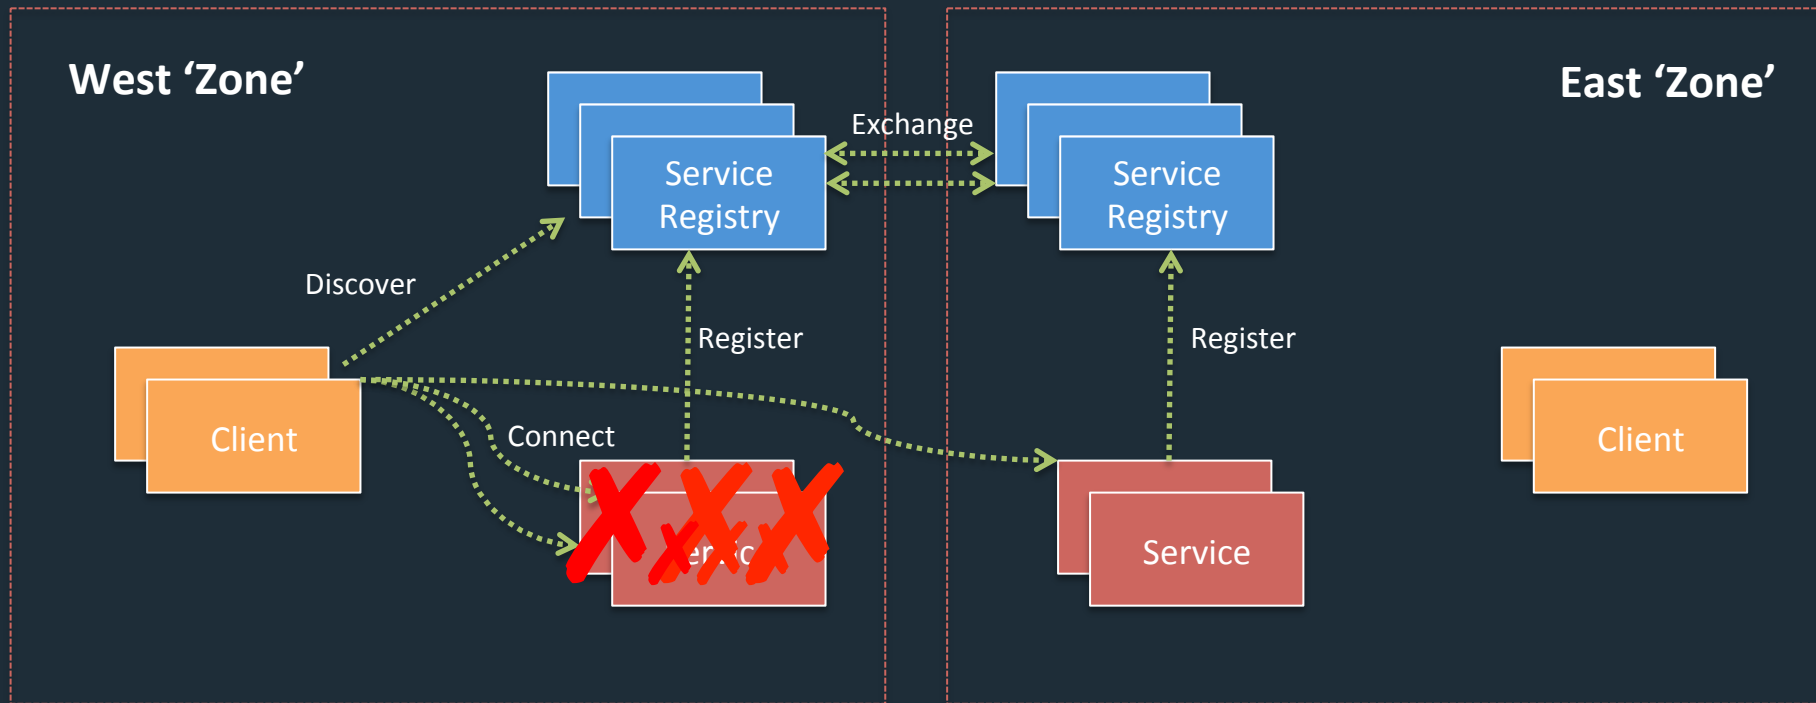 West ‘Zone’
East ‘Zone’
Exchange
Service
Registry
Service
Registry
Discover
Register
Register
Client
Connect
Client
Service